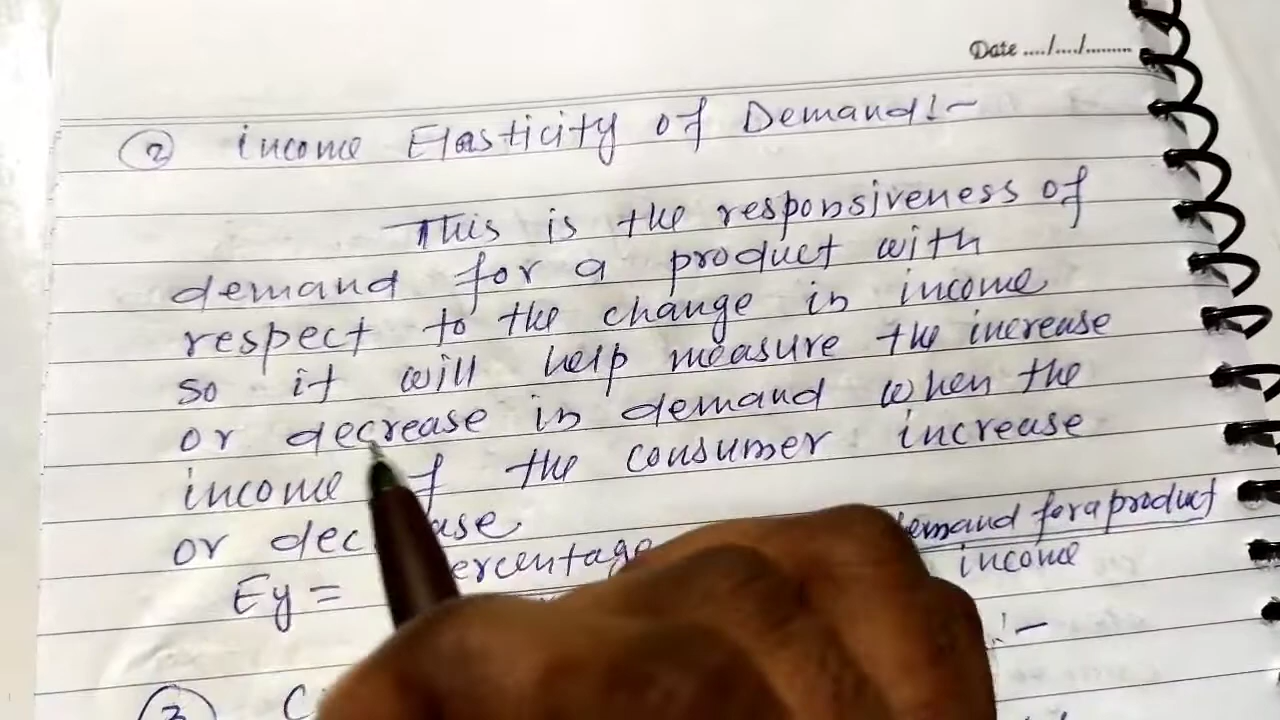 Date ..../..../.........
② income Elasticity of Demand:-
This is the responsiveness of
demand for a product with
respect to the change in income
so it will help measure the increase
or decrease in demand when the
income of the consumer increase
or decrease
Ey = ercentage emand for a product
income
:-
③ C